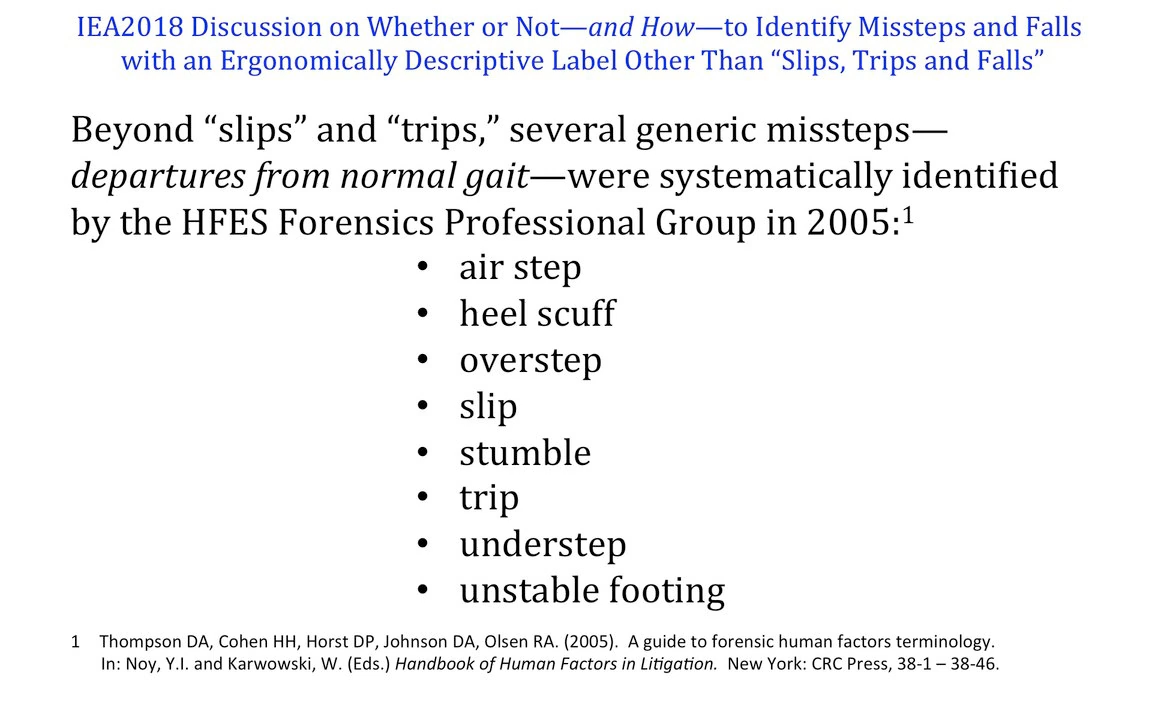 IEA2018 Discussion on Whether or Not—and How—to Identify Missteps and Falls
with an Ergonomically Descriptive Label Other Than “Slips, Trips and Falls”
Beyond “slips” and “trips,” several generic missteps—
departures from normal gait—were systematically identified
by the HFES Forensics Professional Group in 2005:¹
• air step
• heel scuff
• overstep
• slip
• stumble
• trip
• understep
• unstable footing
1 Thompson DA, Cohen HH, Horst DP, Johnson DA, Olsen RA. (2005). A guide to forensic human factors terminology.
In: Noy, Y.I. and Karwowski, W. (Eds.) Handbook of Human Factors in Litigation. New York: CRC Press, 38-1 – 38-46.